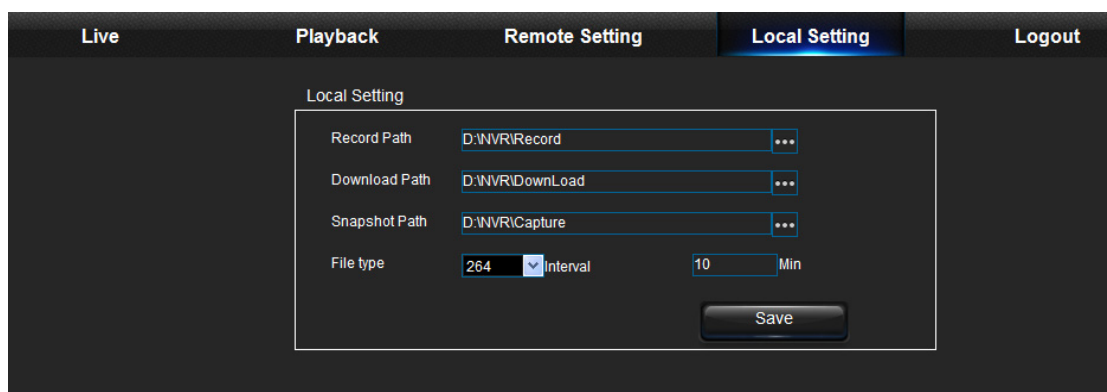 Live Playback Remote Setting Local Setting Logout
Local Setting
Record Path D:\NVR\Record ...
Download Path D:\NVR\DownLoad ...
Snapshot Path D:\NVR\Capture ...
File type 264 Interval 10 Min
Save